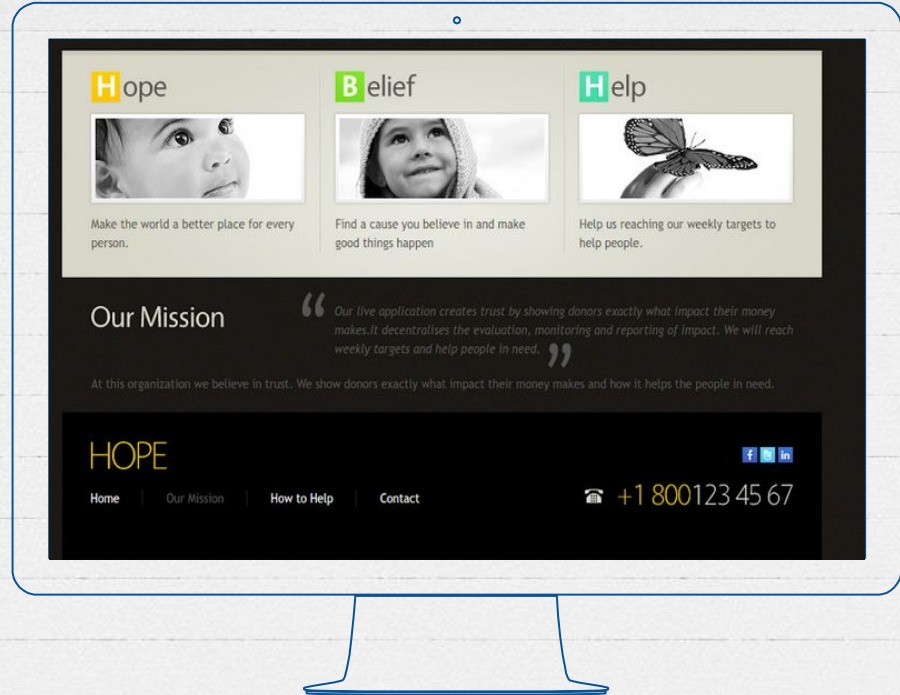 Hope
Belief
Help
Make the world a better place for every
person.
Find a cause you believe in and make
good things happen
Help us reaching our weekly targets to
help people.
Our Mission
“ Our live application creates trust by showing donors exactly what impact their money
makes.It decentralises the evaluation, monitoring and reporting of impact. We will reach
weekly targets and help people in need. ”
At this organization we believe in trust. We show donors exactly what impact their money makes and how it helps the people in need.
HOPE
f t in
Home Our Mission How to Help Contact
+1 800123 45 67